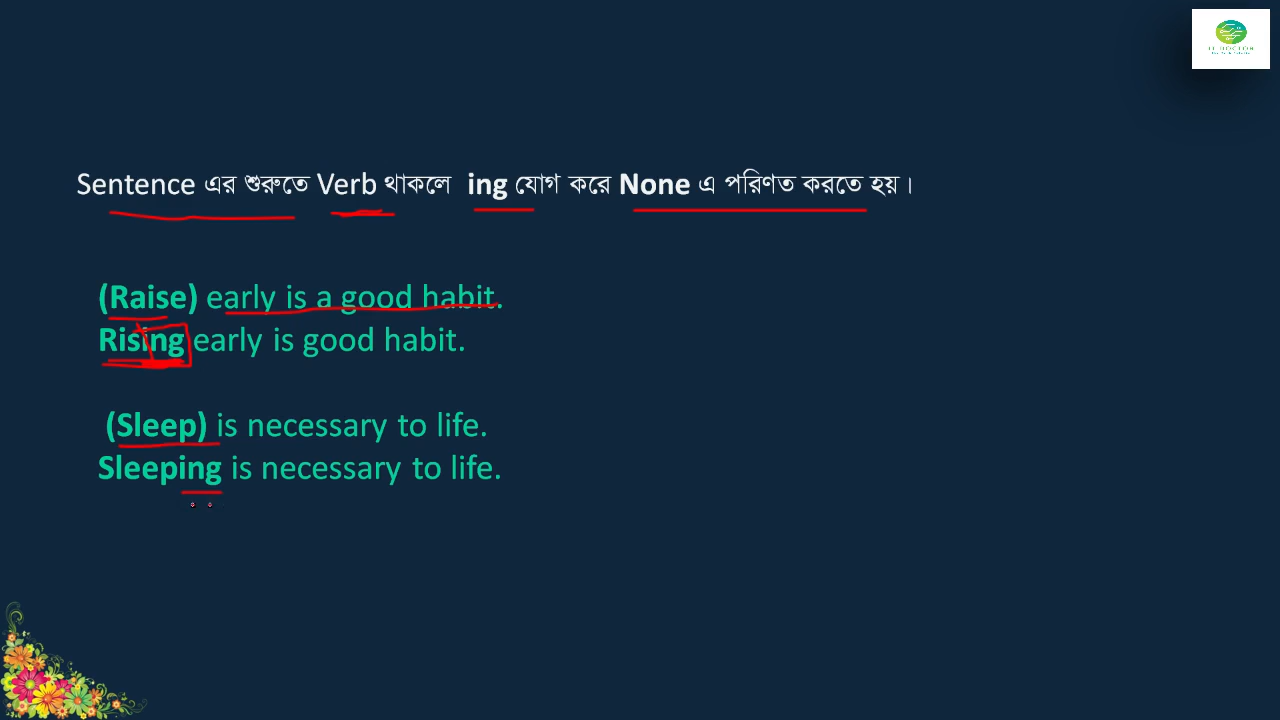 Sentence এর শুরুতে Verb থাকলে ing যোগ করে None এ পরিণত করতে হয়।
(Raise) early is a good habit.
Rising early is good habit.
(Sleep) is necessary to life.
Sleeping is necessary to life.